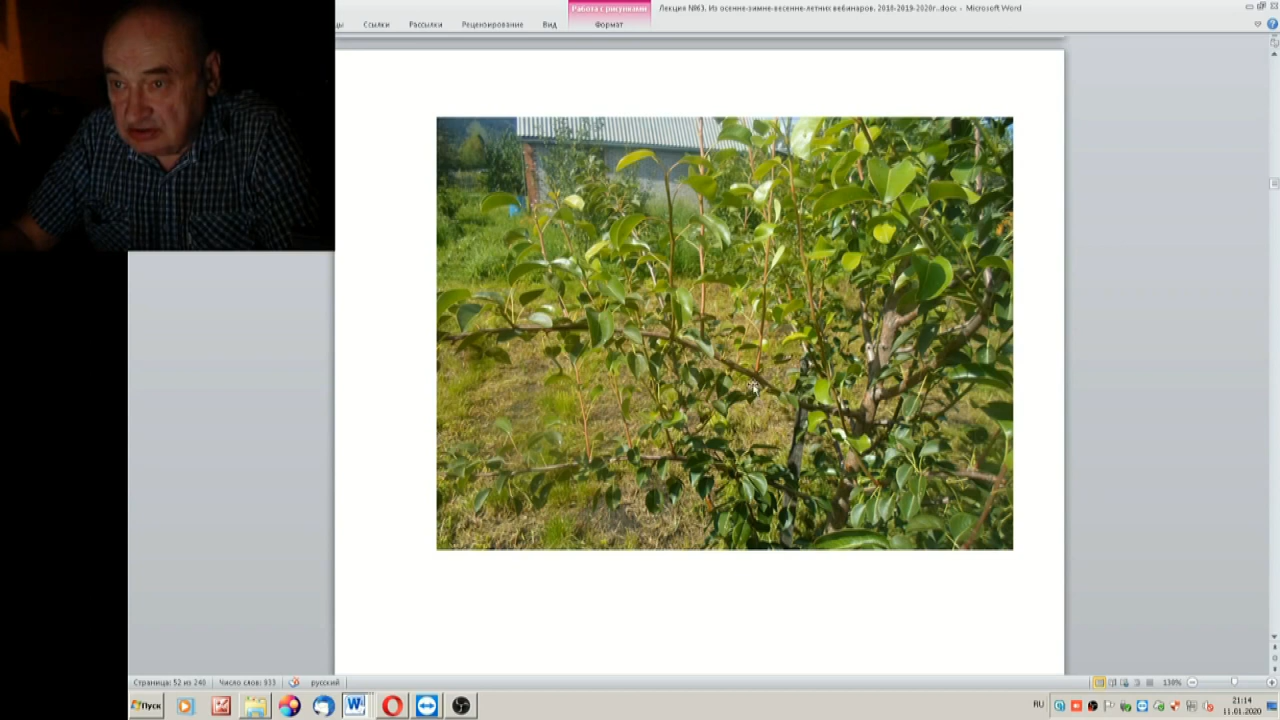 Работа с рисунками
Лекция №63. Из осенне-зимне-весенне-летних вебинаров. 2018-2019-2020г..docx - Microsoft Word
Ссылки Рассылки Рецензирование Вид Формат
Страница: 52 из 240 Число слов: 933 русский 130%
Пуск
RU
21:14
11.01.2020